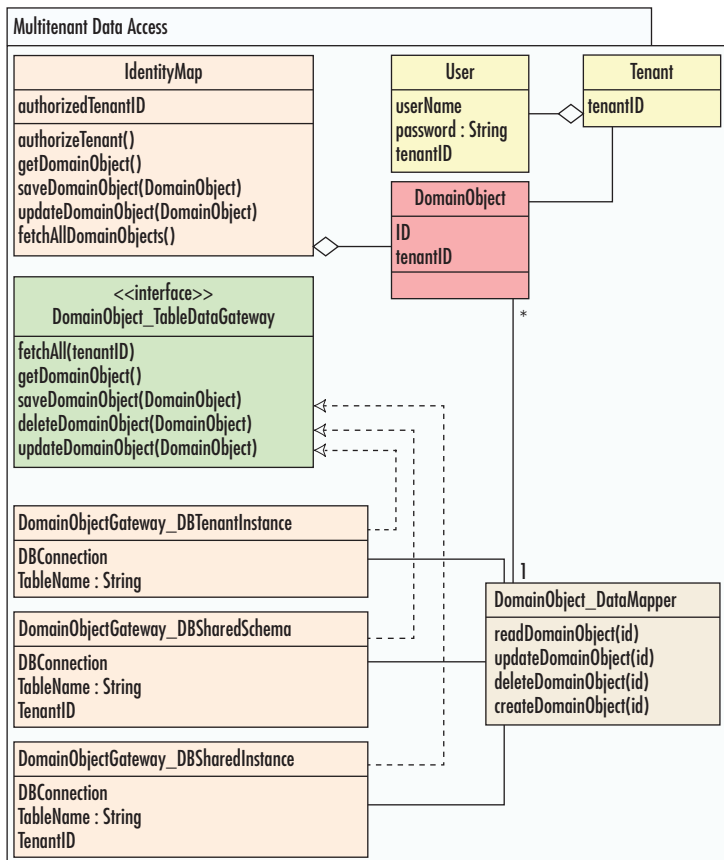 Multitenant Data Access
IdentityMap
authorizedTenantID
authorizeTenant()
getDomainObject()
saveDomainObject(DomainObject)
updateDomainObject(DomainObject)
fetchAllDomainObjects()
User
userName
password : String
tenantID
Tenant
tenantID
DomainObject
ID
tenantID
*
<<interface>>
DomainObject_TableDataGateway
fetchAll(tenantID)
getDomainObject()
saveDomainObject(DomainObject)
deleteDomainObject(DomainObject)
updateDomainObject(DomainObject)
DomainObjectGateway_DBTenantInstance
DBConnection
TableName : String
1
DomainObject_DataMapper
readDomainObject(id)
updateDomainObject(id)
deleteDomainObject(id)
createDomainObject(id)
DomainObjectGateway_DBSharedSchema
DBConnection
TableName : String
TenantID
DomainObjectGateway_DBSharedInstance
DBConnection
TableName : String
TenantID